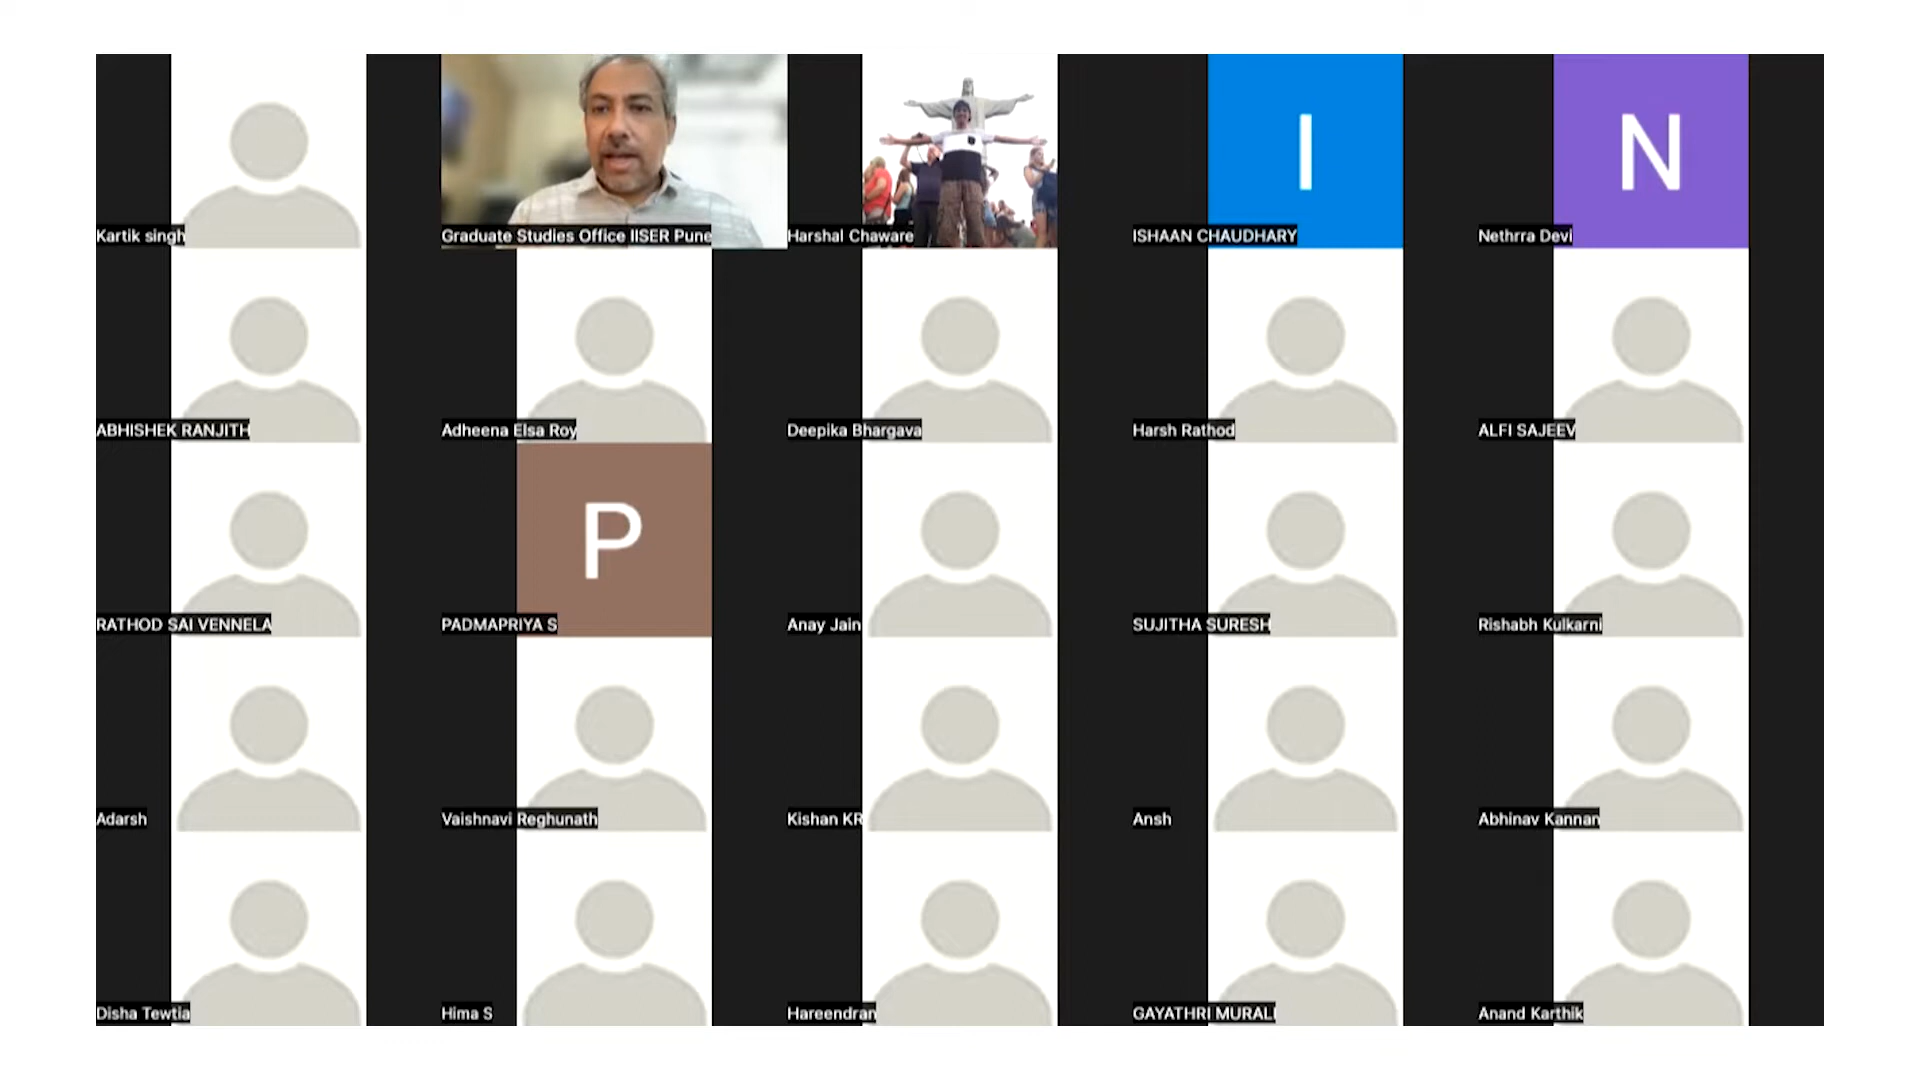 Kartik singh
Graduate Studies Office IISER Pune
Harshal Chaware
I
ISHAAN CHAUDHARY
N
Nethrra Devi
ABHISHEK RANJITH
Adheena Elsa Roy
Deepika Bhargava
Harsh Rathod
ALFI SAJEEV
RATHOD SAI VENNELA
P
PADMAPRIYA S
Anay Jain
SUJITHA SURESH
Rishabh Kulkarni
Adarsh
Vaishnavi Reghunath
Kishan KR
Ansh
Abhinav Kannan
Disha Tewtia
Hima S
Hareendran
GAYATHRI MURALI
Anand Karthik